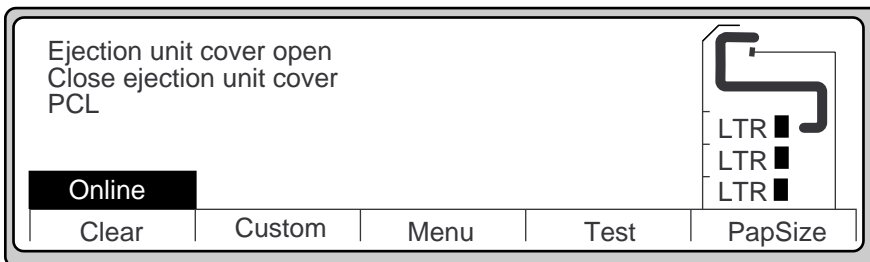 Ejection unit cover open
Close ejection unit cover
PCL
LTR
LTR
LTR
Online
Clear Custom Menu Test PapSize